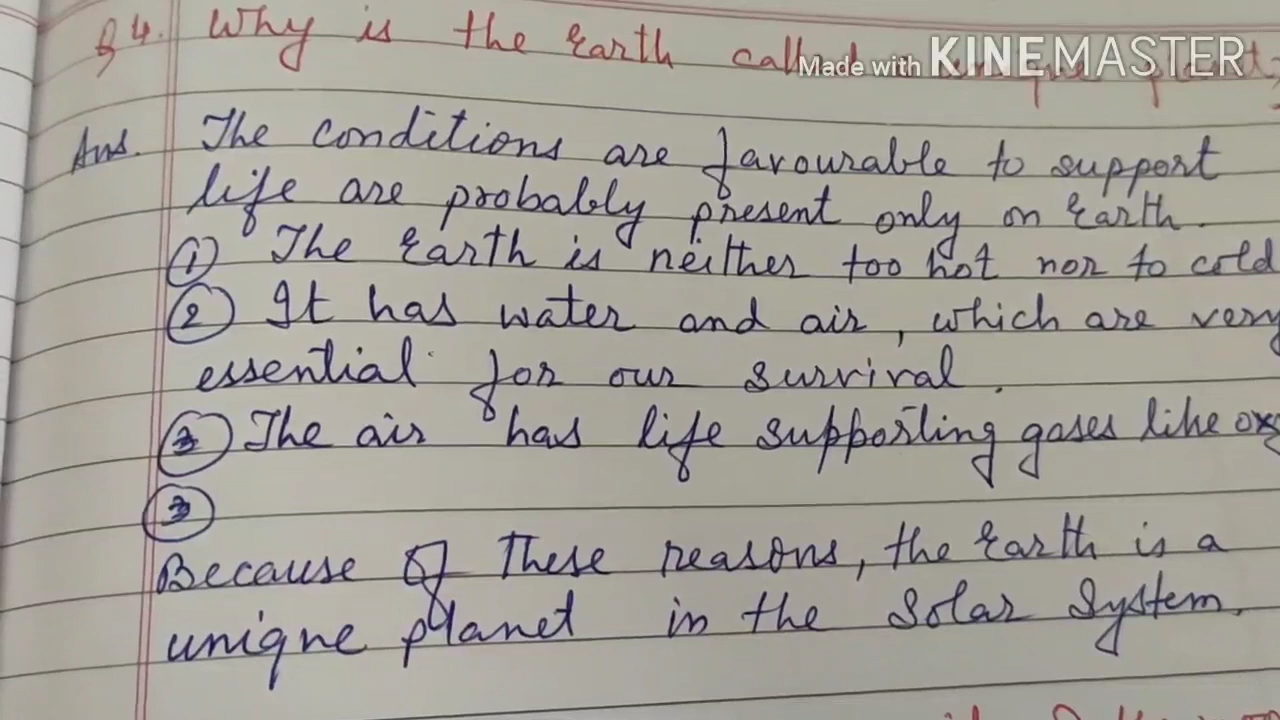 Q4. Why is the Earth called unique planet
Made with KINEMASTER
Ans. The conditions are favourable to support
life are probably present only on Earth.
① The Earth is neither too hot nor to cold
② It has water and air, which are very
essential for our survival.
③ The air has life supporting gases like ox
③
Because of These reasons, the Earth is a
unique planet in the Solar System.